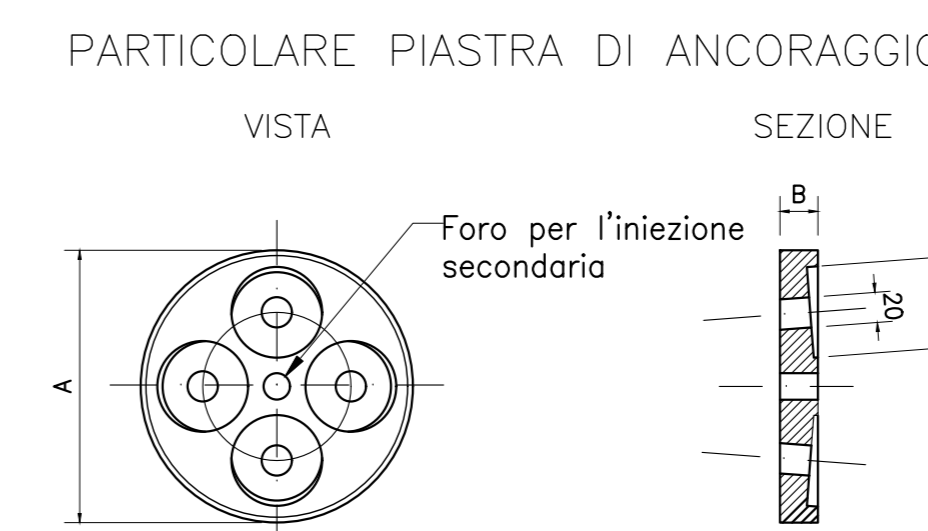 PARTICOLARE PIASTRA DI ANCORAGGIO
VISTA
SEZIONE
B
Foro per l'iniezione
secondaria
20
A